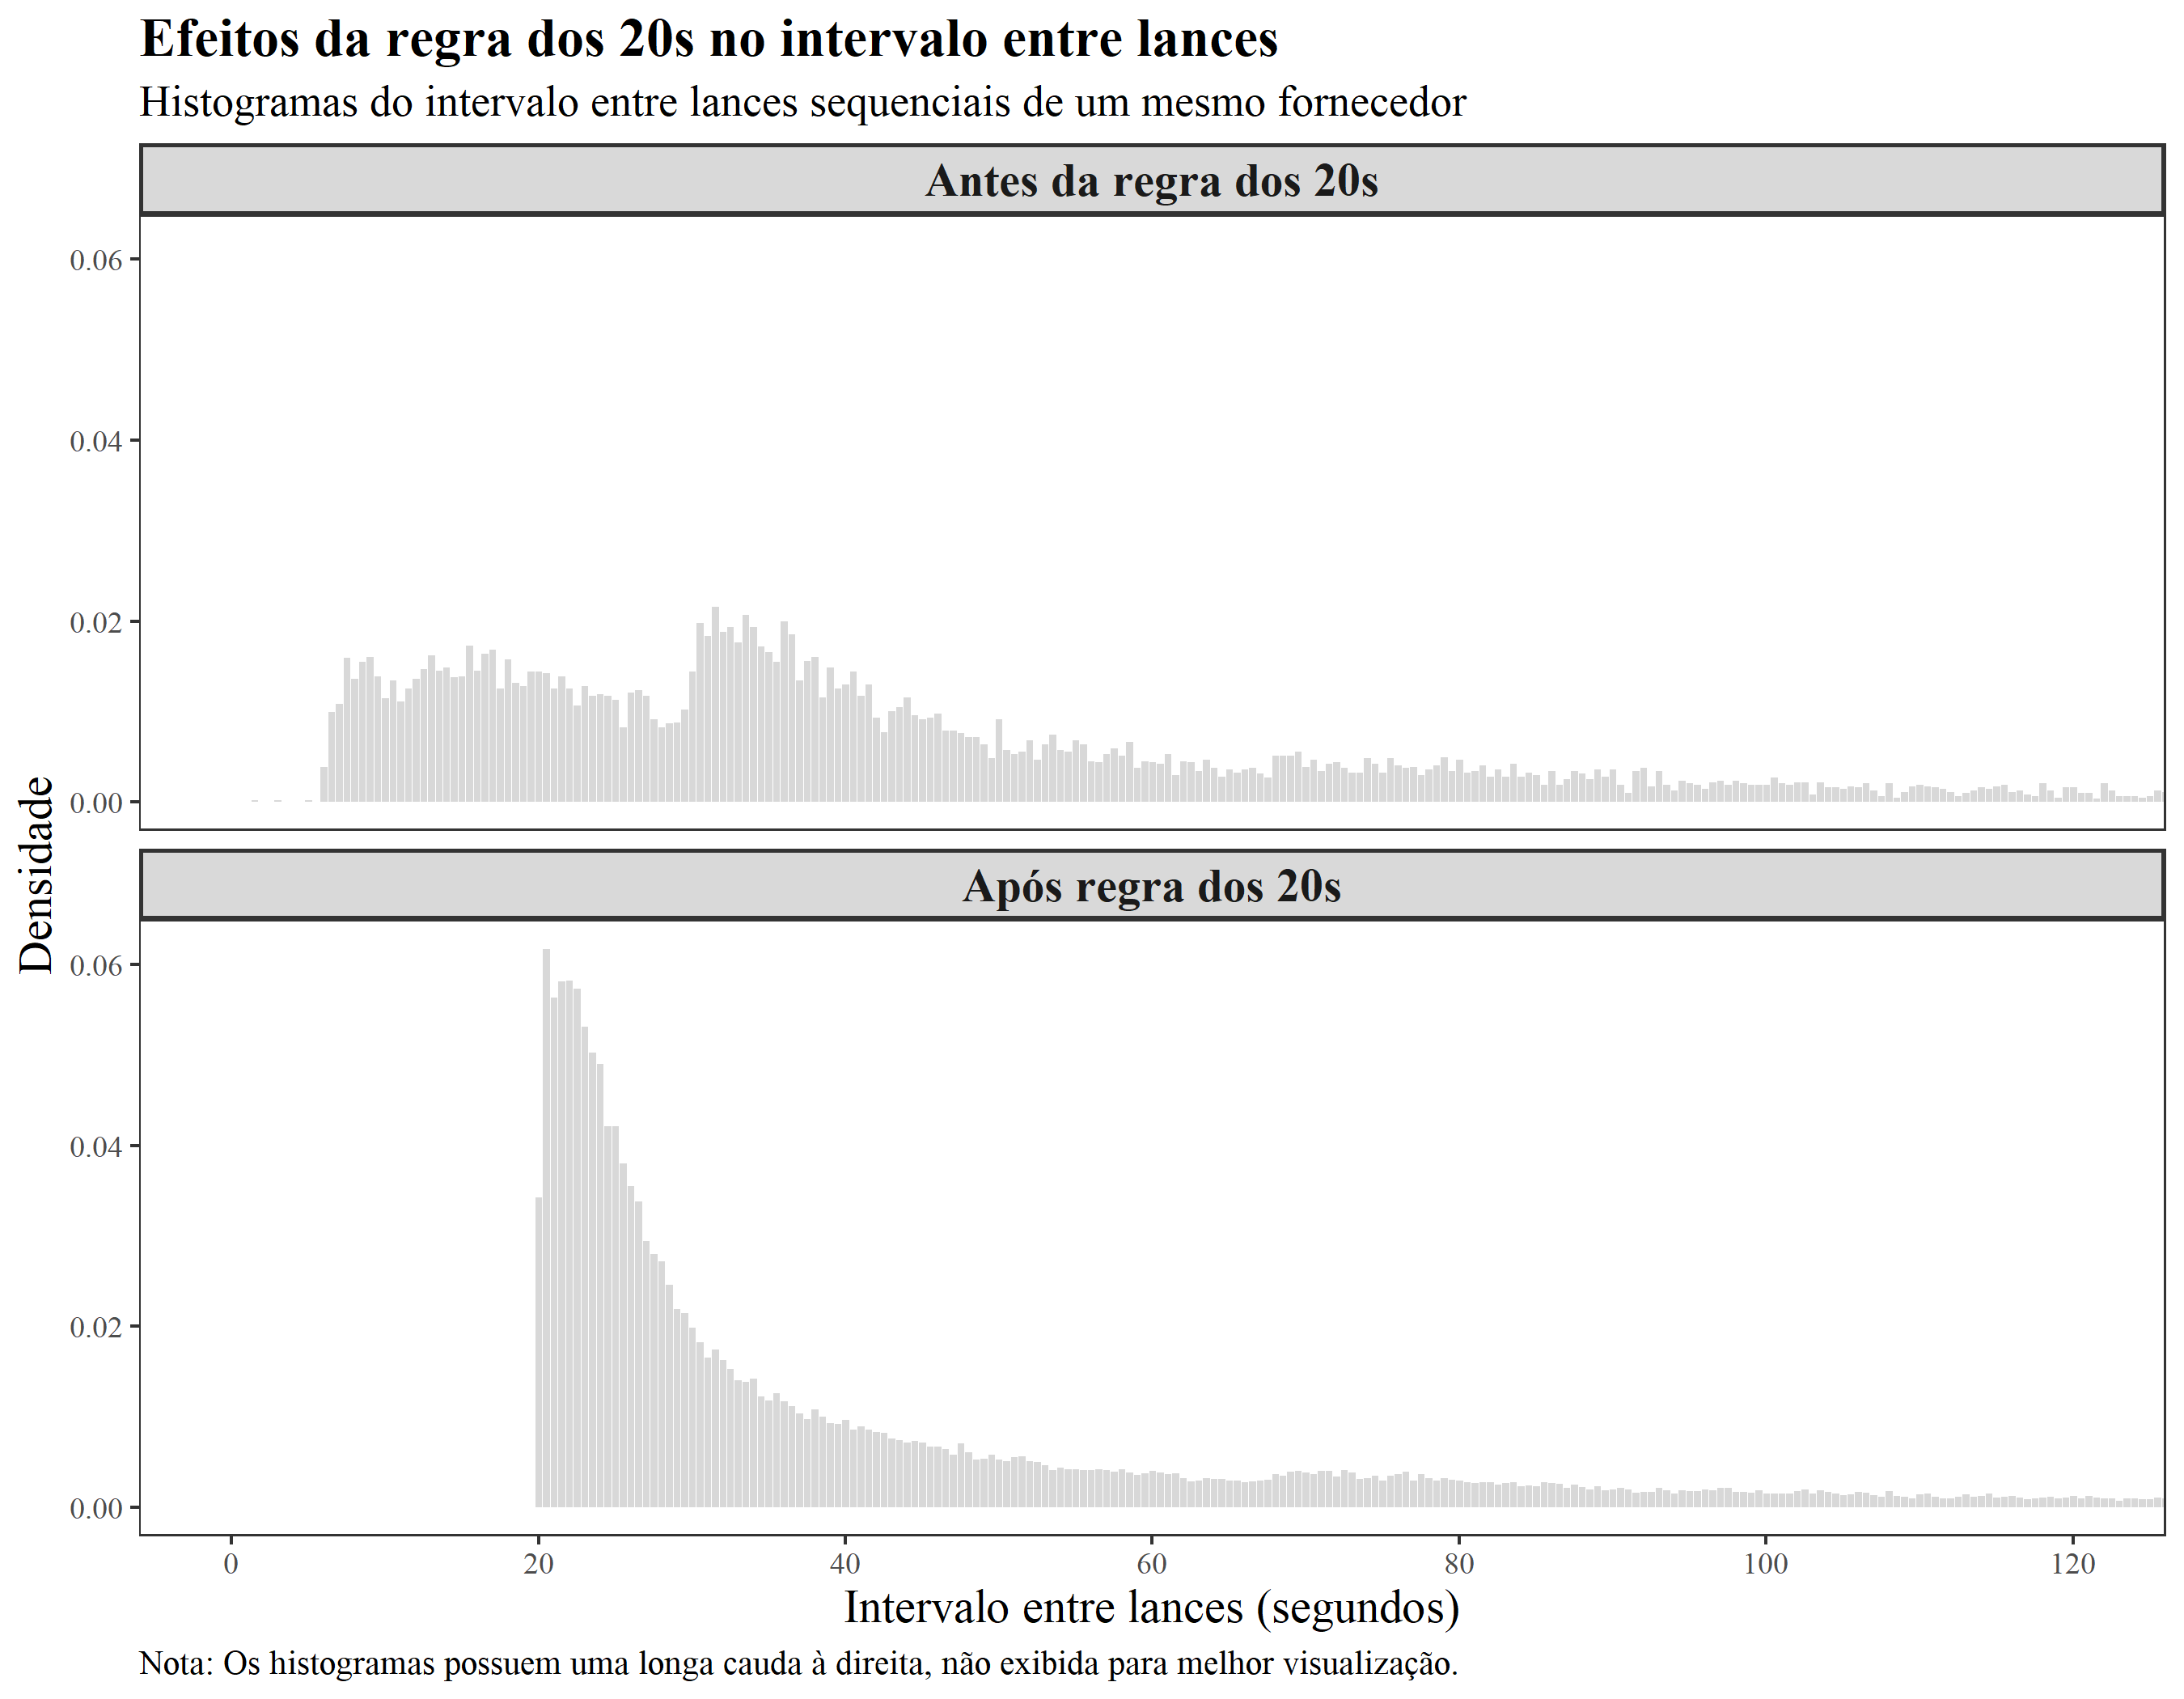 Efeitos da regra dos 20s no intervalo entre lances
Histogramas do intervalo entre lances sequenciais de um mesmo fornecedor
Antes da regra dos 20s
0.06
0.04
0.02
0.00
Densidade
Após regra dos 20s
0.06
0.04
0.02
0.00
0 20 40 60 80 100 120
Intervalo entre lances (segundos)
Nota: Os histogramas possuem uma longa cauda à direita, não exibida para melhor visualização.